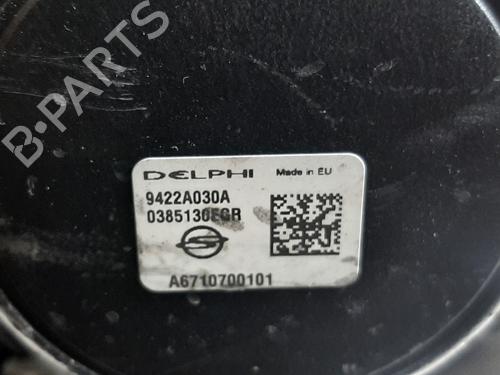 B·PARTS
DELPHI Made in EU
9422A030A
0385130EGR
A6710700101